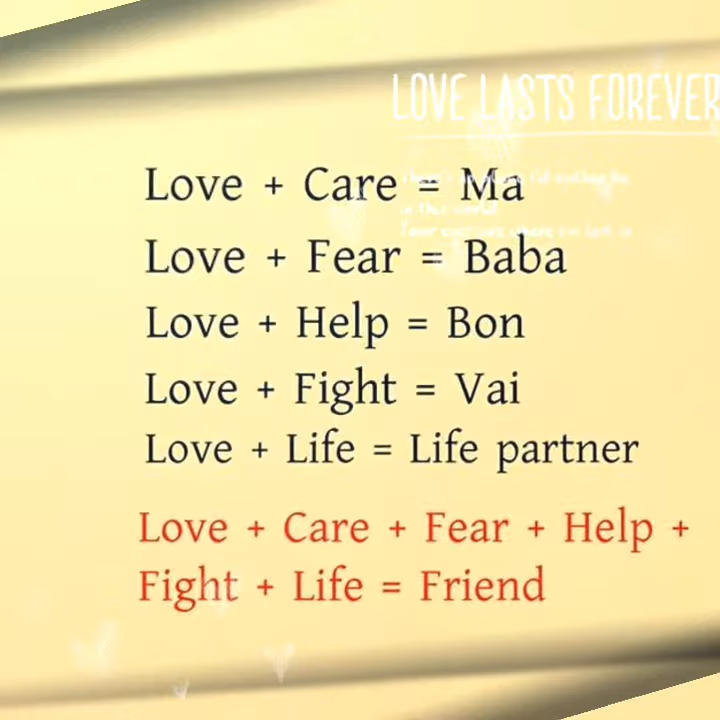 LOVE LASTS FOREVER
Love + Care = Ma
Love + Fear = Baba
Love + Help = Bon
Love + Fight = Vai
Love + Life = Life partner
Love + Care + Fear + Help +
Fight + Life = Friend